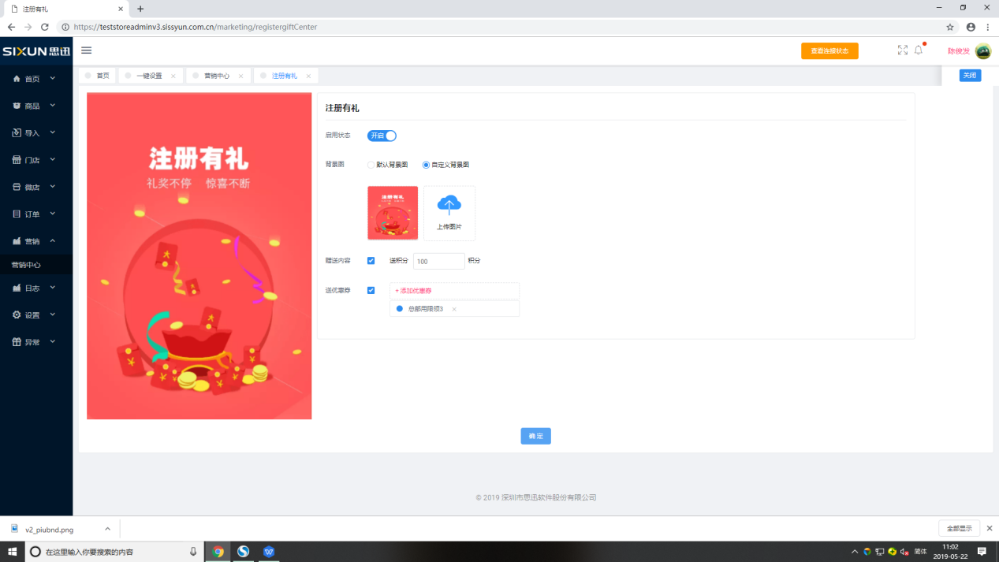 注册有礼
https://teststoreadminv3.sissyun.com.cn/marketing/registergiftCenter
SIXUN 思迅
查看连接状态
陈俊发
首页
一键设置
营销中心
注册有礼
关闭
首页
商品
导入
门店
微店
订单
营销
营销中心
日志
设置
异常
注册有礼
礼奖不停 惊喜不断
注册有礼
启用状态
开启
背景图
默认背景图
自定义背景图
注册有礼
上传图片
赠送内容
送积分
100
积分
送优惠券
+ 添加优惠券
总部用限领3
确 定
© 2019 深圳市思迅软件股份有限公司
v2_piubnd.png
全部显示
在这里输入你要搜索的内容
简体
11:02
2019-05-22